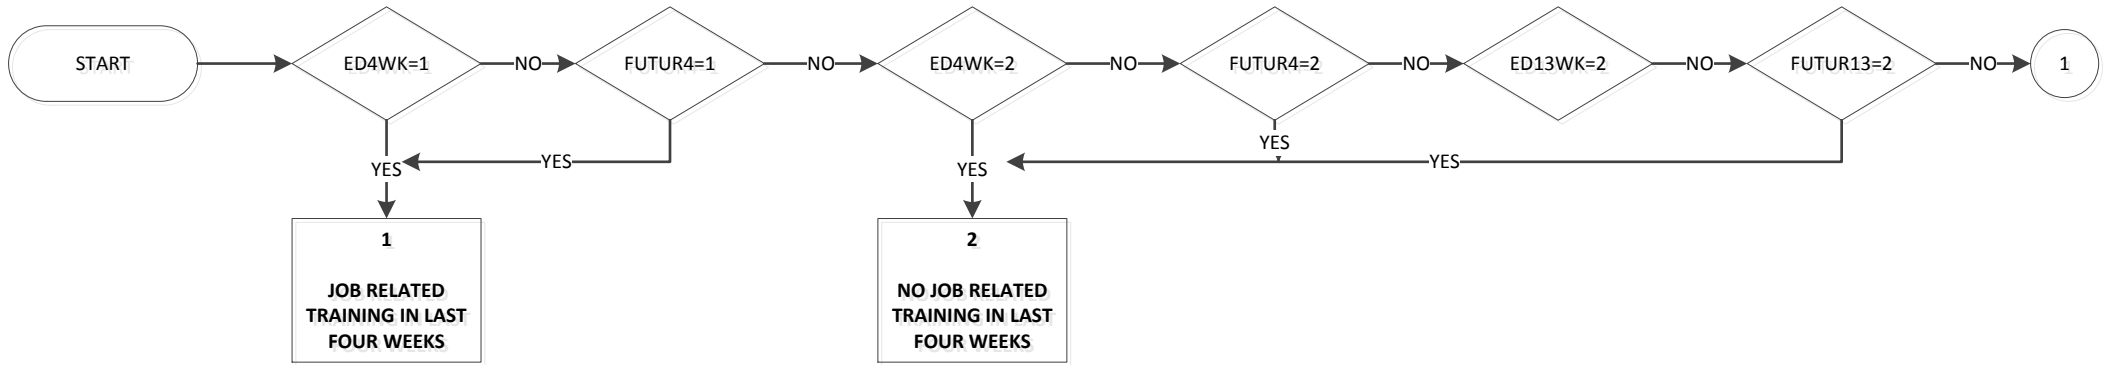 START
ED4WK=1
NO
FUTUR4=1
NO
ED4WK=2
NO
FUTUR4=2
NO
ED13WK=2
NO
FUTUR13=2
NO
1
YES
YES
YES
YES
YES
1
JOB RELATED
TRAINING IN LAST
FOUR WEEKS
2
NO JOB RELATED
TRAINING IN LAST
FOUR WEEKS